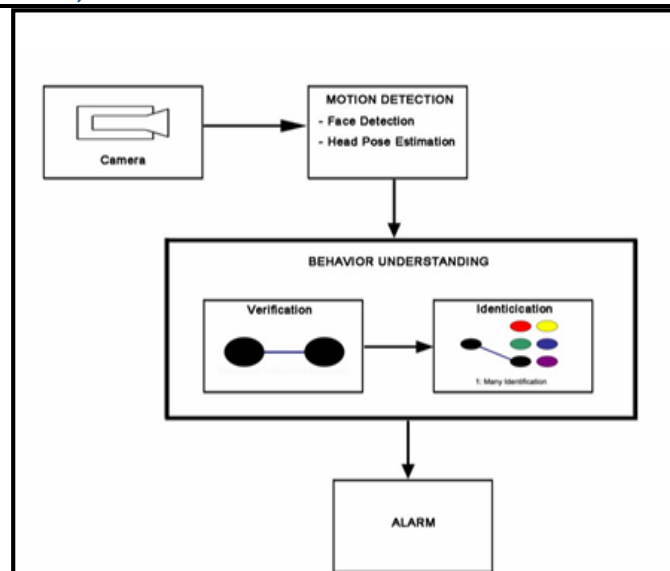 Camera
MOTION DETECTION
- Face Detection
- Head Pose Estimation
BEHAVIOR UNDERSTANDING
Verification
Identicication
1: Many Identification
ALARM